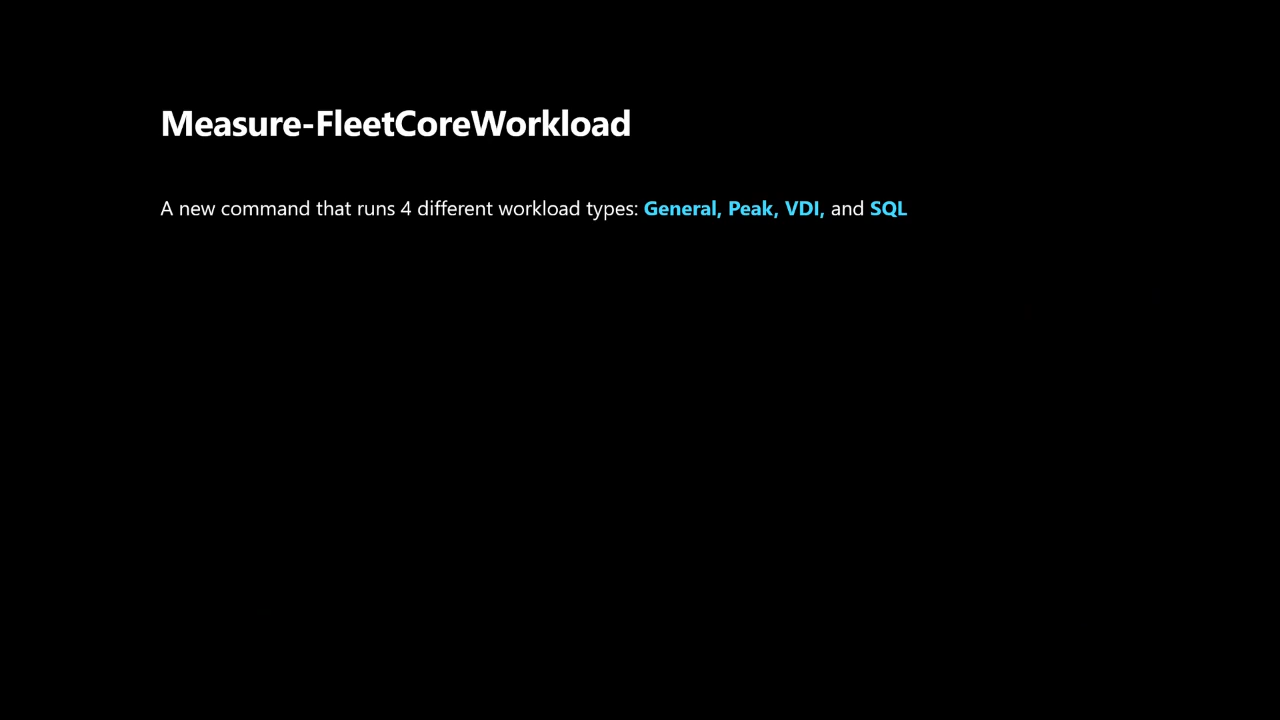 Measure-FleetCoreWorkload
A new command that runs 4 different workload types: General, Peak, VDI, and SQL